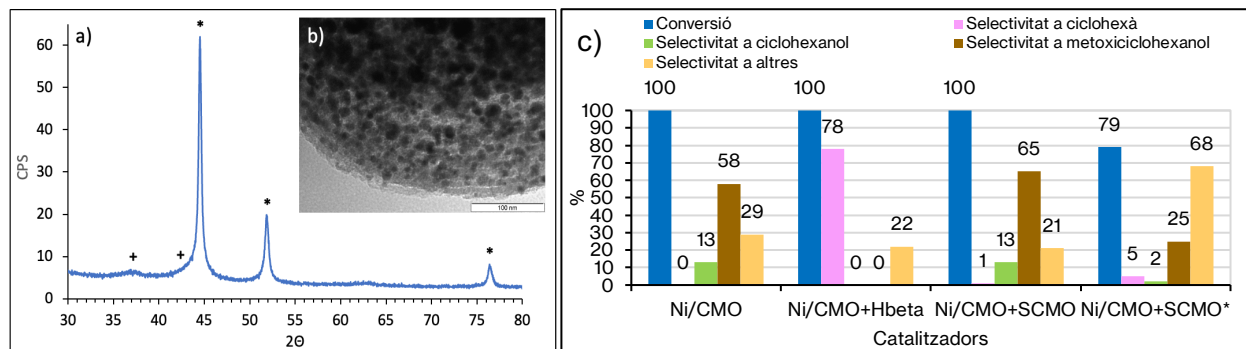 a)
b)
CPS
60
50
40
30
20
10
0
* * *
+ +
30 35 40 45 50 55 60 65 70 75 80
2Θ
100 nm
c)
Conversió
Selectivitat a ciclohexà
Selectivitat a ciclohexanol
Selectivitat a metoxiciclohexanol
Selectivitat a altres
%
100
90
80
70
60
50
40
30
20
10
0
100 0 13 58 29
100 78 0 0 22
100 1 13 65 21
79 5 2 25 68
Ni/CMO Ni/CMO+Hbeta Ni/CMO+SCMO Ni/CMO+SCMO*
Catalitzadors